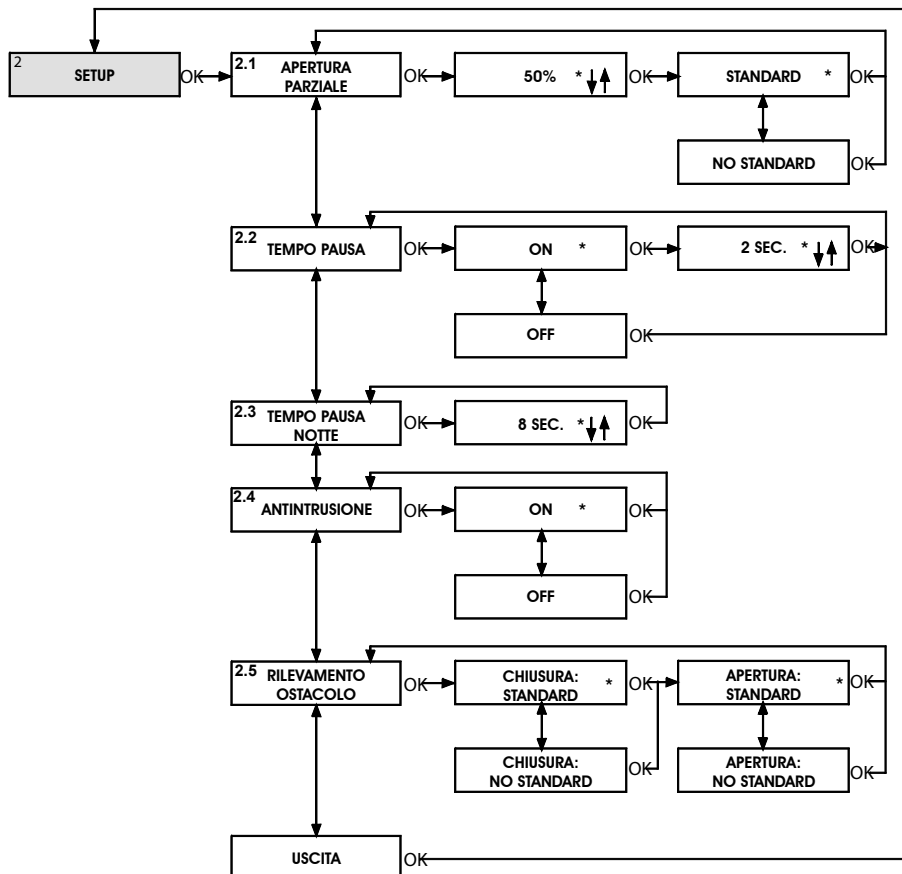 2
SETUP
OK
2.1 APERTURA
PARZIALE
OK
50% *
OK
STANDARD *
OK
NO STANDARD
OK
2.2
TEMPO PAUSA
OK
ON *
OK
2 SEC. *
OK
OFF
OK
2.3 TEMPO PAUSA
NOTTE
OK
8 SEC. *
OK
2.4
ANTINTRUSIONE
OK
ON *
OK
OFF
OK
2.5 RILEVAMENTO
OSTACOLO
OK
CHIUSURA:
STANDARD *
OK
APERTURA:
STANDARD *
OK
CHIUSURA:
NO STANDARD
OK
APERTURA:
NO STANDARD
OK
USCITA
OK